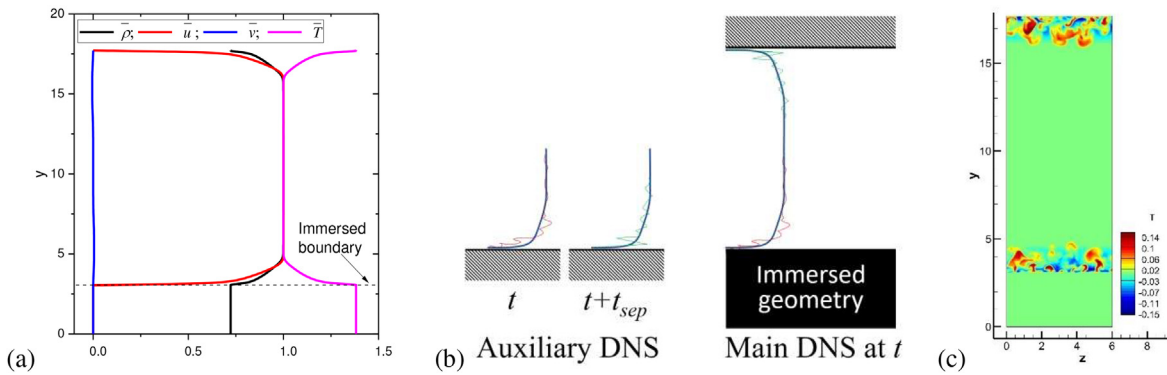 (a)
ρ̅; u̅; v̅; T̅
20
15
y
10
5
0
Immersed
boundary
0.0 0.5 1.0 1.5
(b)
t
t+t_sep
Auxiliary DNS
Immersed
geometry
Main DNS at t
(c)
15
y
10
5
0
0 2 4 6 8
z
T
0.14
0.1
0.06
0.02
-0.03
-0.07
-0.11
-0.15